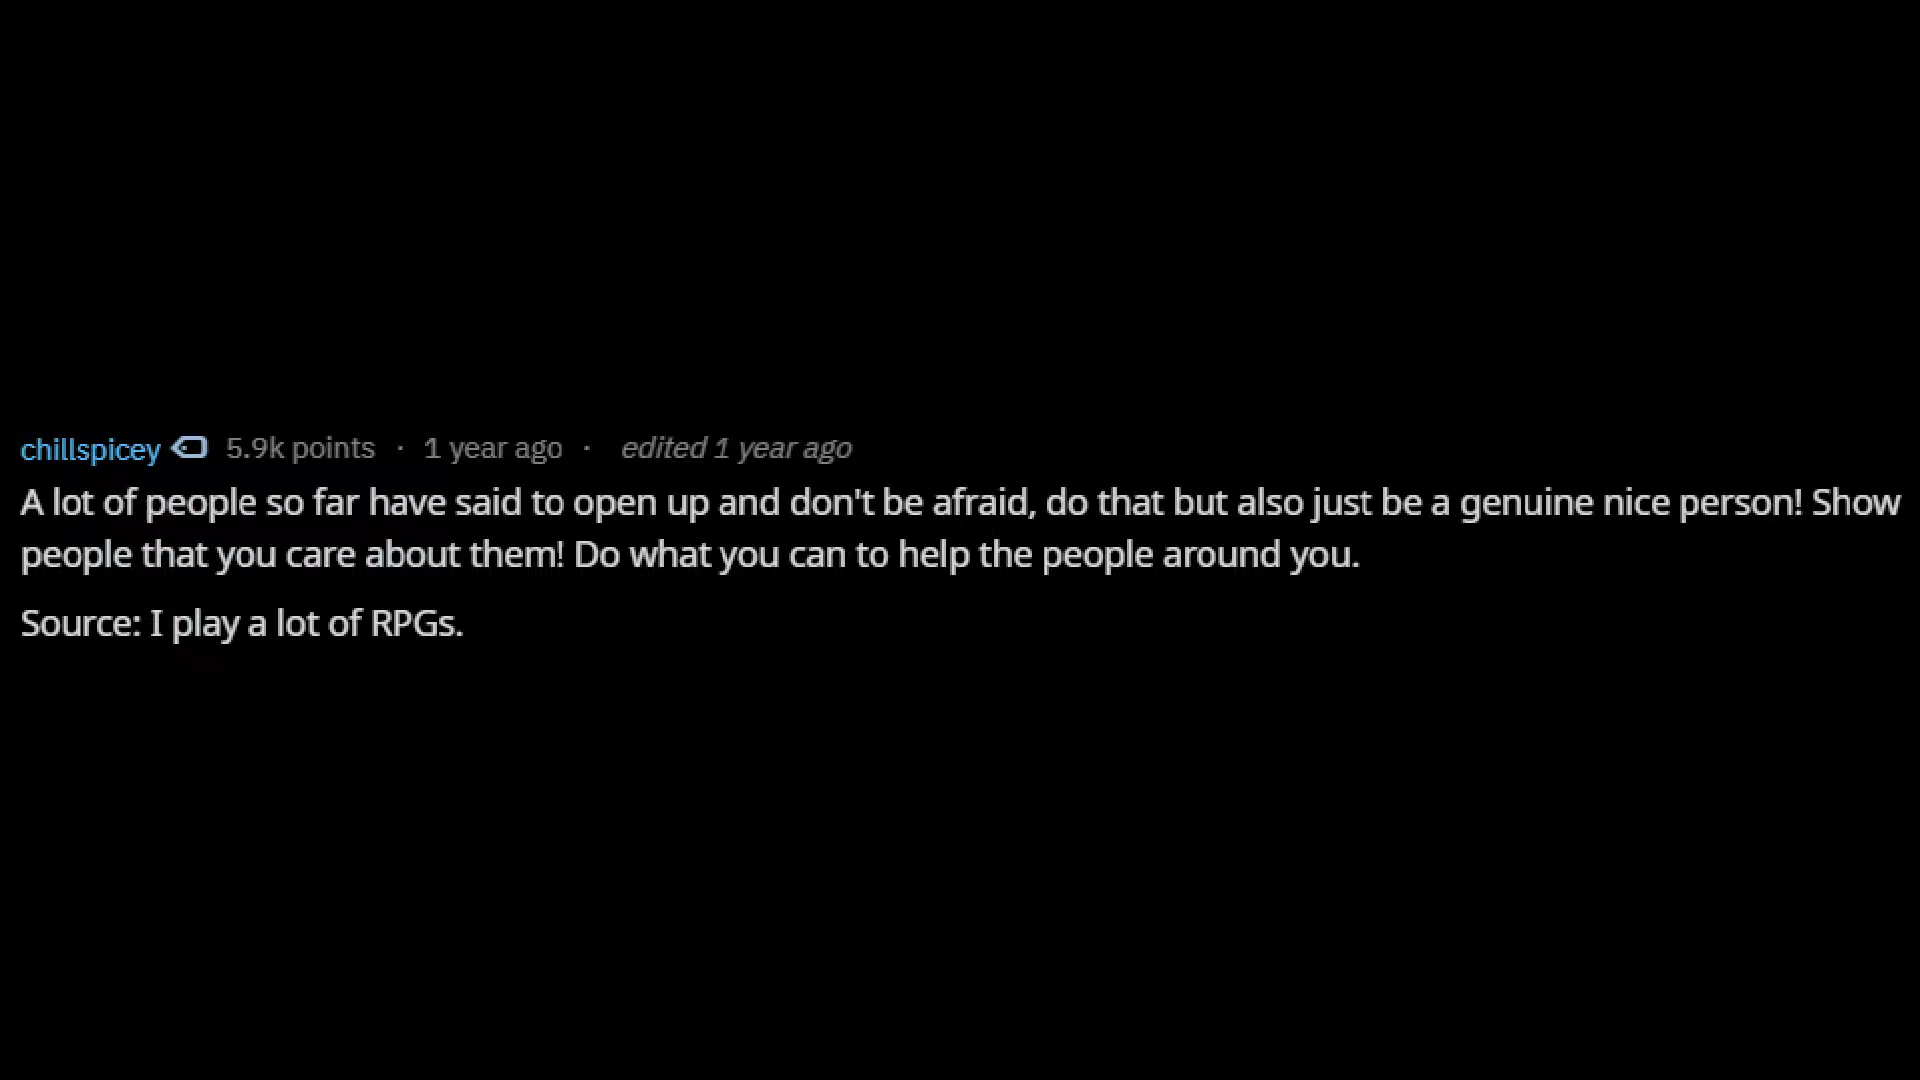 chillspicey 5.9k points · 1 year ago · edited 1 year ago
A lot of people so far have said to open up and don't be afraid, do that but also just be a genuine nice person! Show
people that you care about them! Do what you can to help the people around you.
Source: I play a lot of RPGs.